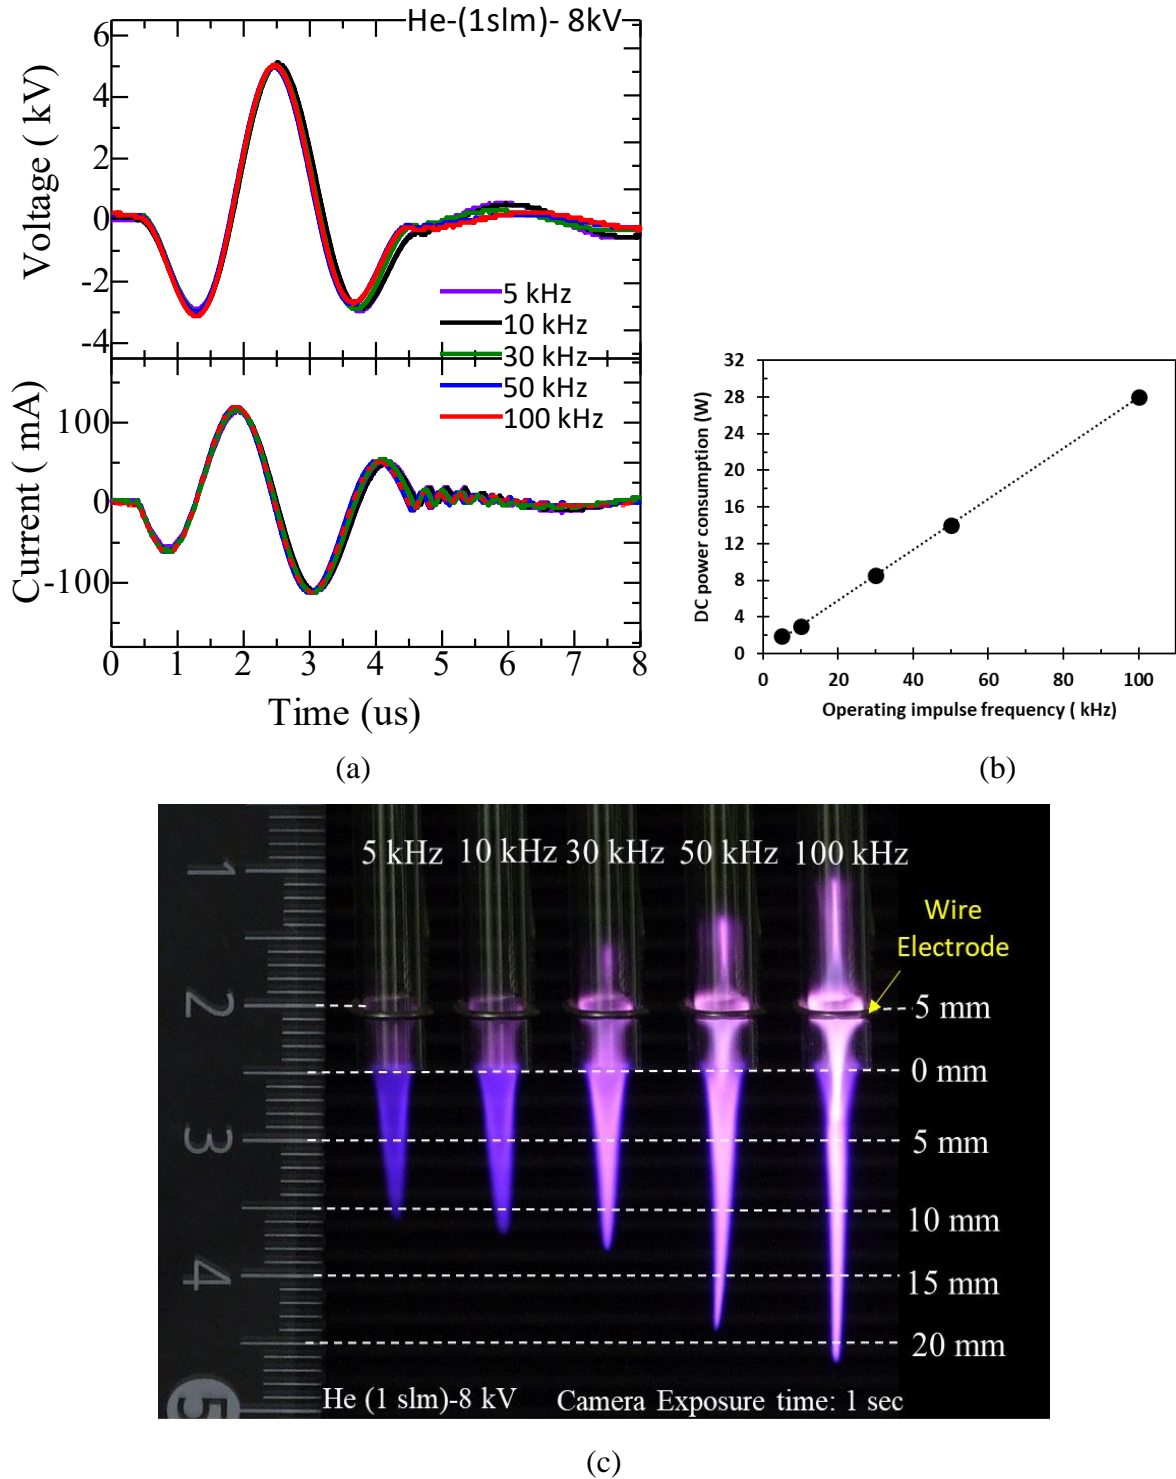 He-(1slm)- 8kV
Voltage ( kV)
6
4
2
0
-2
-4
5 kHz
10 kHz
30 kHz
50 kHz
100 kHz
Current ( mA)
100
0
-100
0 1 2 3 4 5 6 7 8
Time (us)
(a)
DC power consumption (W)
32
28
24
20
16
12
8
4
0
0 20 40 60 80 100
Operating impulse frequency ( kHz)
(b)
5 kHz 10 kHz 30 kHz 50 kHz 100 kHz
Wire
Electrode
1
2
3
4
5
5 mm
0 mm
5 mm
10 mm
15 mm
20 mm
He (1 slm)-8 kV Camera Exposure time: 1 sec
(c)